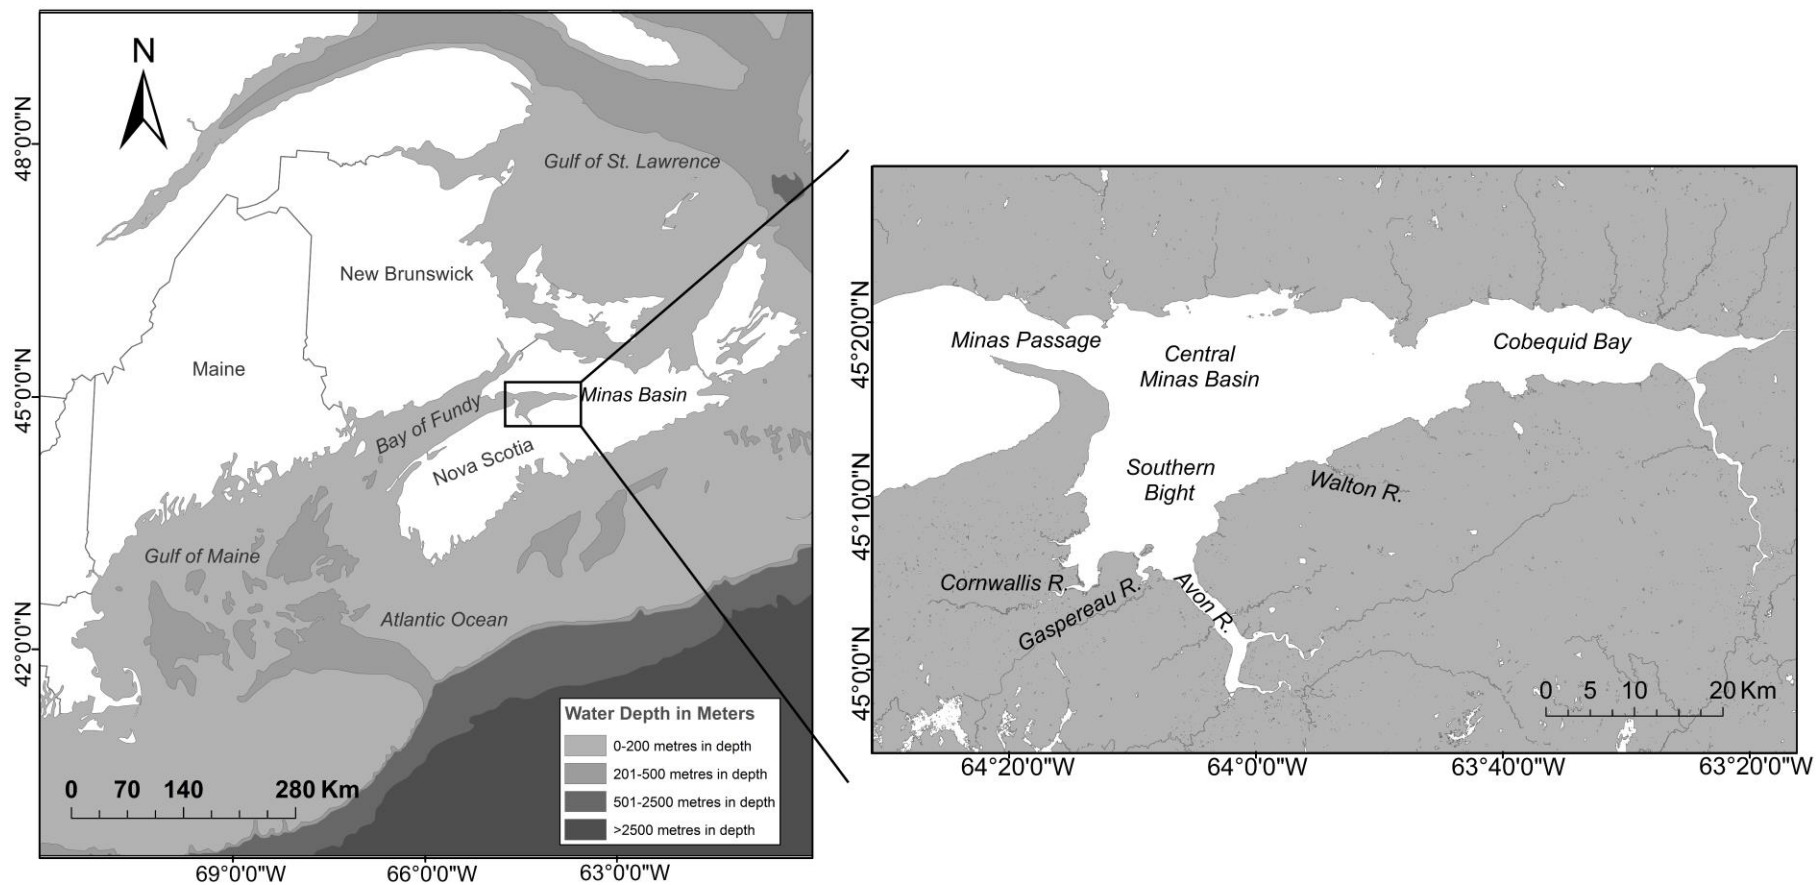 N
48°0'0"N
45°0'0"N
42°0'0"N
Gulf of St. Lawrence
New Brunswick
Maine
Minas Basin
Bay of Fundy
Nova Scotia
Gulf of Maine
Atlantic Ocean
Water Depth in Meters
0-200 metres in depth
201-500 metres in depth
501-2500 metres in depth
>2500 metres in depth
0 70 140 280 Km
69°0'0"W 66°0'0"W 63°0'0"W
45°20'0"N
45°10'0"N
45°0'0"N
Minas Passage
Central
Minas Basin
Cobequid Bay
Southern
Bight
Walton R.
Cornwallis R.
Gaspereau R.
Avon R.
0 5 10 20 Km
64°20'0"W 64°0'0"W 63°40'0"W 63°20'0"W